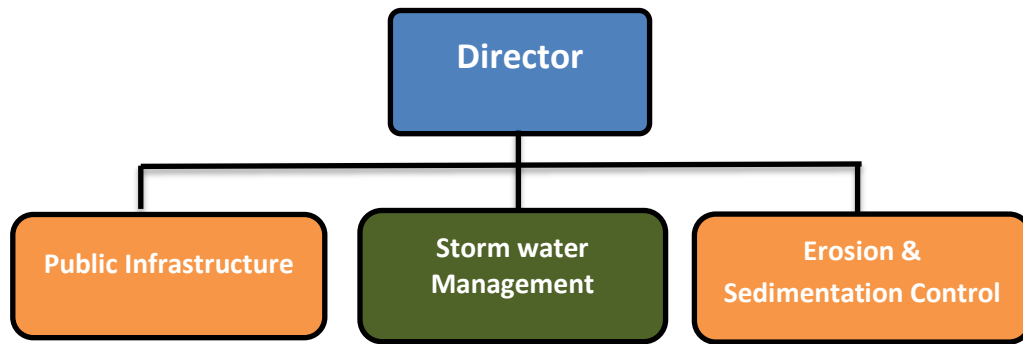 Director
Public Infrastructure
Storm water
Management
Erosion &
Sedimentation Control